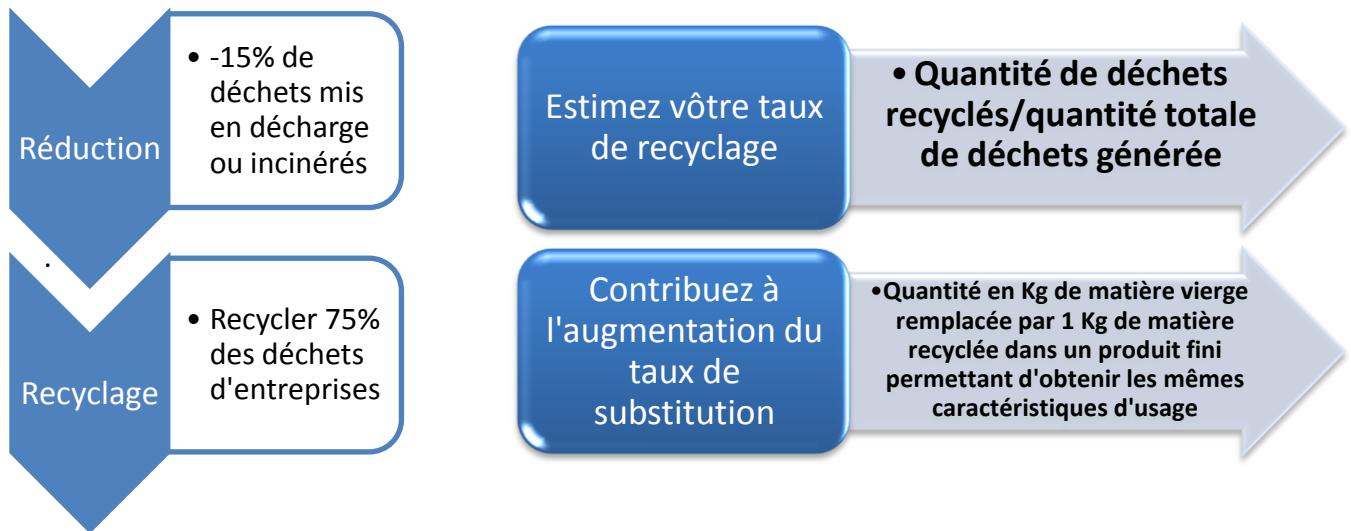 Réduction
• -15% de
déchets mis
en décharge
ou incinérés
.
Recyclage
• Recycler 75%
des déchets
d'entreprises
Estimez vôtre taux
de recyclage
• Quantité de déchets
recyclés/quantité totale
de déchets générée
Contribuez à
l'augmentation du
taux de
substitution
•Quantité en Kg de matière vierge
remplacée par 1 Kg de matière
recyclée dans un produit fini
permettant d'obtenir les mêmes
caractéristiques d'usage